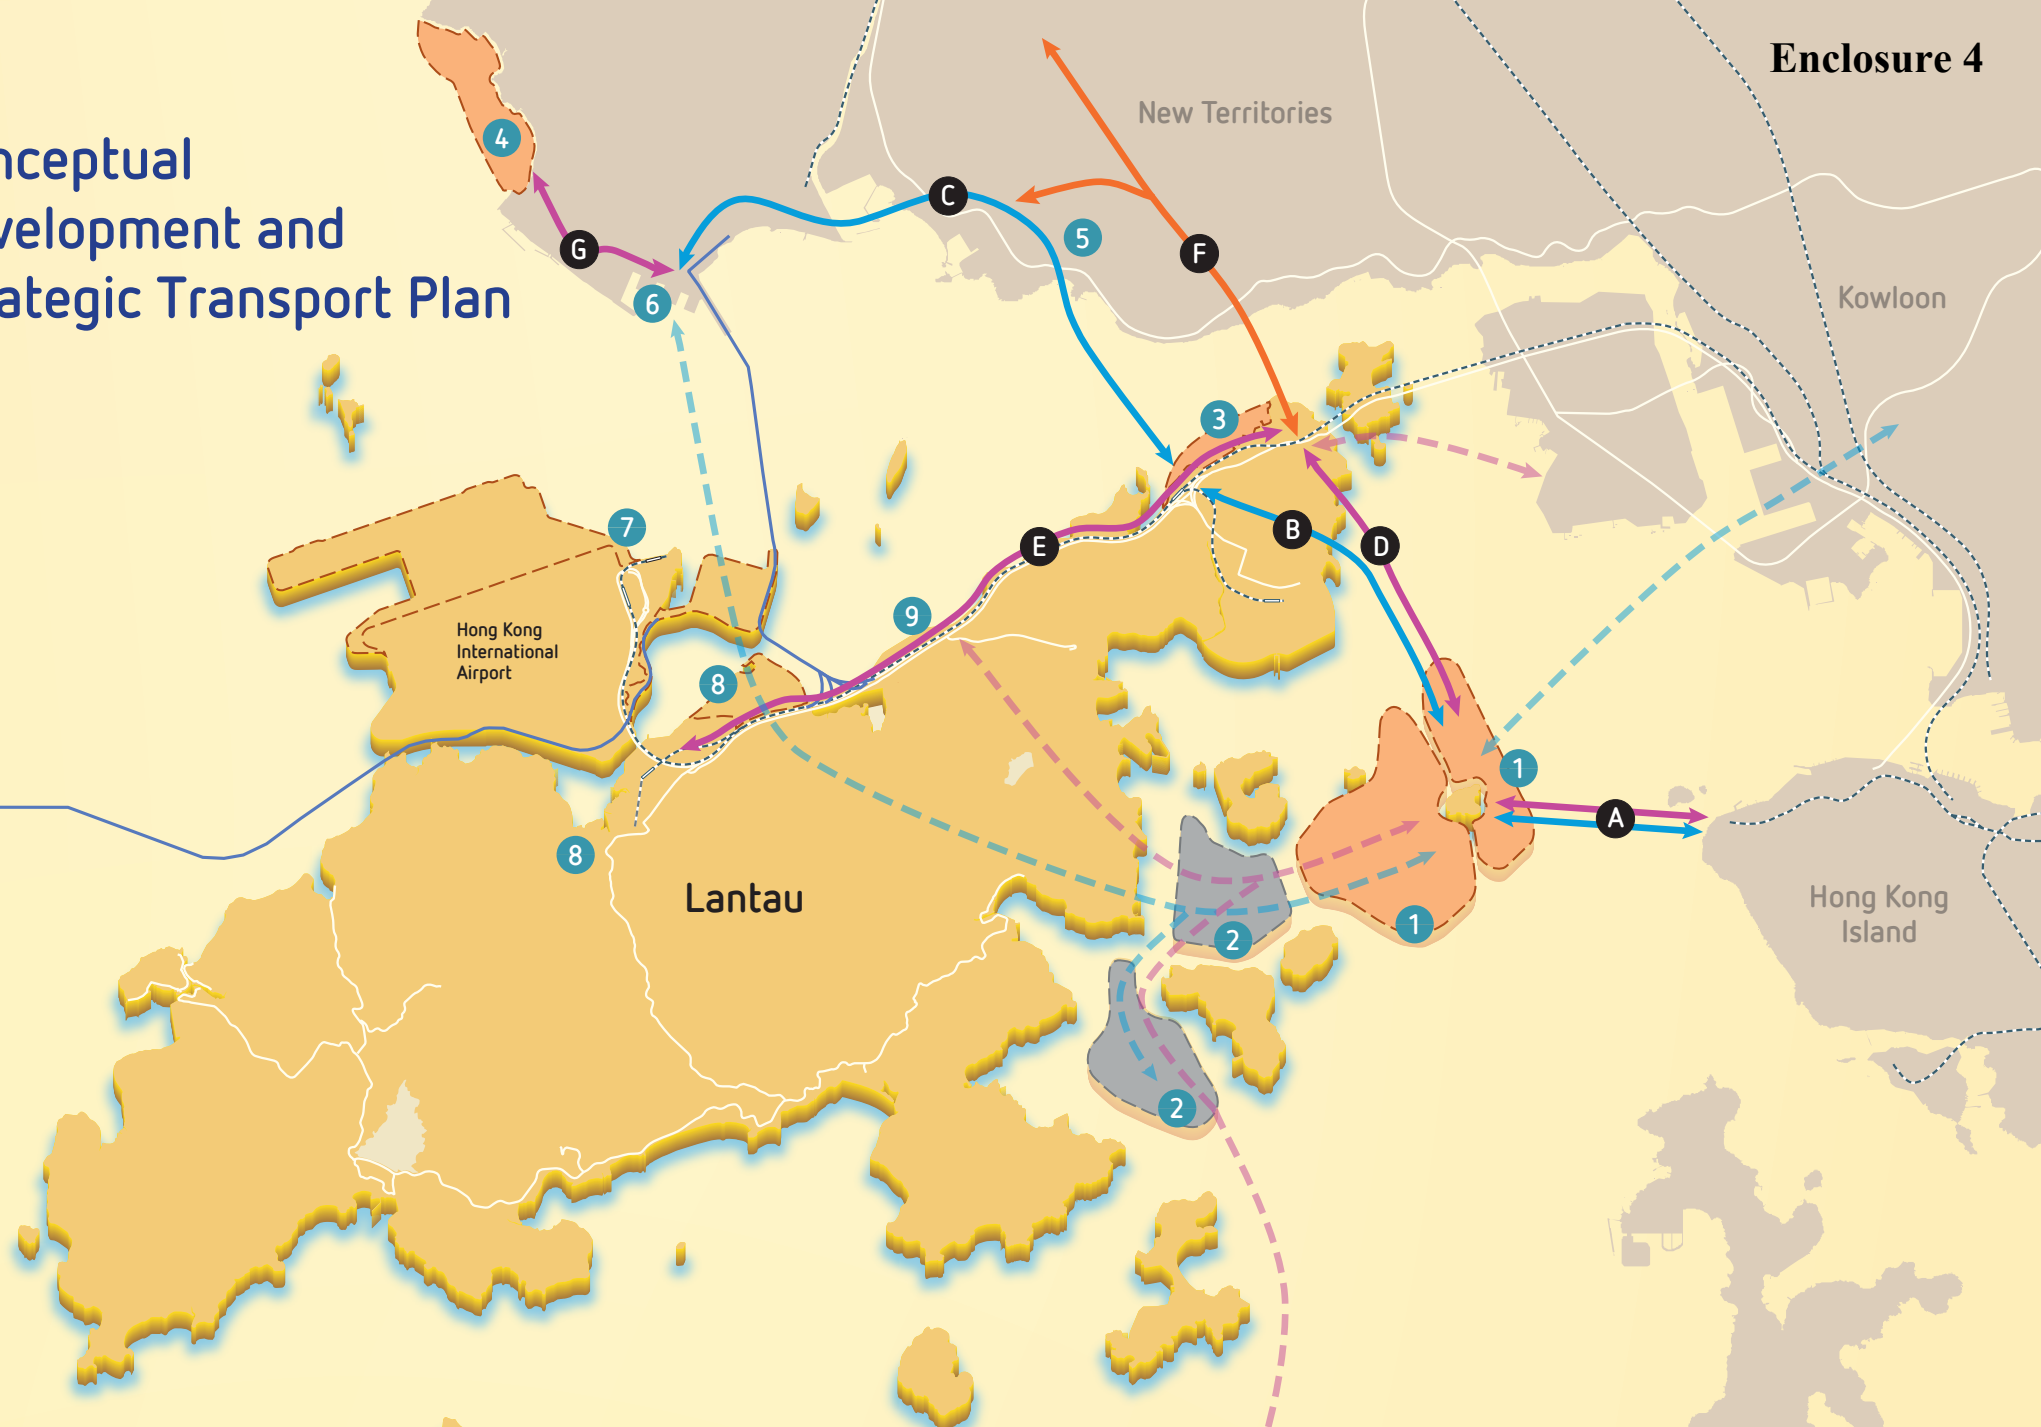 Enclosure 4
nceptual
velopment and
ategic Transport Plan
New Territories
Kowloon
4
C
5
F
G
6
3
7
B
D
E
9
Hong Kong
International
Airport
8
1
A
8
Lantau
Hong Kong
Island
1
2
2